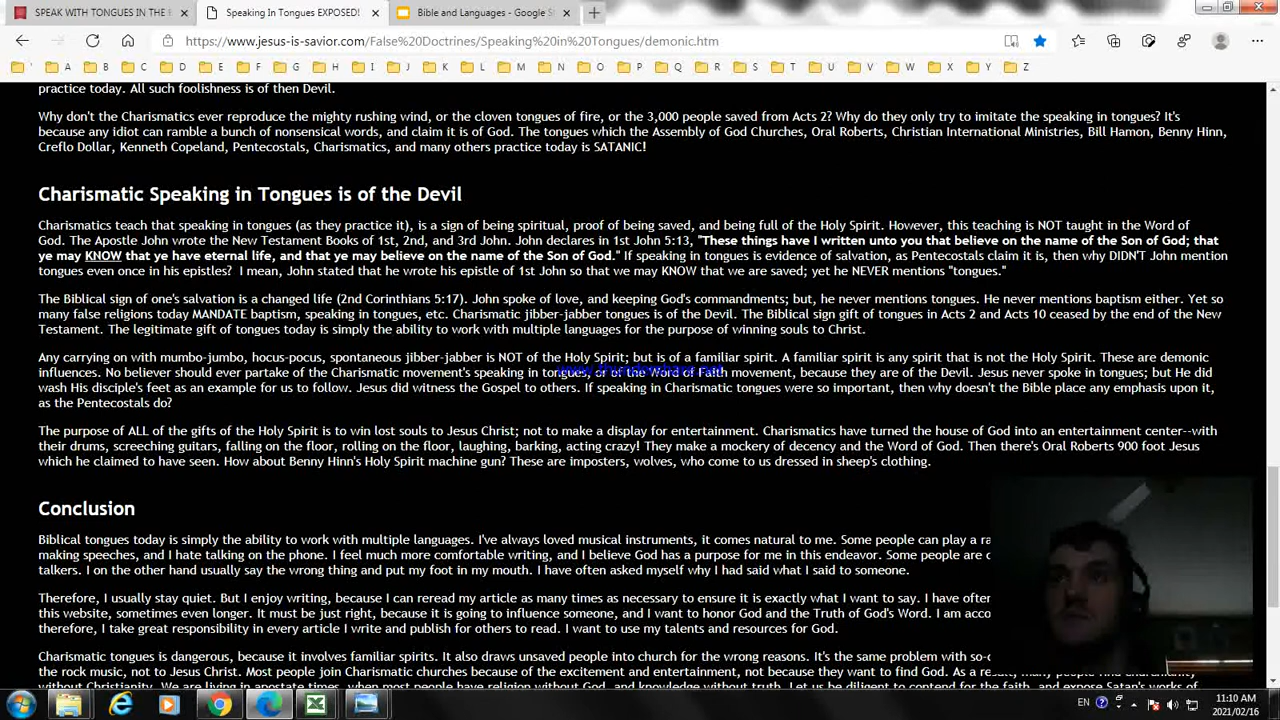 SPEAK WITH TONGUES IN THE
Speaking In Tongues EXPOSED!
Bible and Languages - Google S
https://www.jesus-is-savior.com/False%20Doctrines/Speaking%20in%20Tongues/demonic.htm
' A B C D E F G H I J K L M N O P Q R S T U V W X Y Z
practice today. All such foolishness is of then Devil.
Why don't the Charismatics ever reproduce the mighty rushing wind, or the cloven tongues of fire, or the 3,000 people saved from Acts 2? Why do they only try to imitate the speaking in tongues? It's
because any idiot can ramble a bunch of nonsensical words, and claim it is of God. The tongues which the Assembly of God Churches, Oral Roberts, Christian International Ministries, Bill Hamon, Benny Hinn,
Creflo Dollar, Kenneth Copeland, Pentecostals, Charismatics, and many others practice today is SATANIC!
Charismatic Speaking in Tongues is of the Devil
Charismatics teach that speaking in tongues (as they practice it), is a sign of being spiritual, proof of being saved, and being full of the Holy Spirit. However, this teaching is NOT taught in the Word of
God. The Apostle John wrote the New Testament Books of 1st, 2nd, and 3rd John. John declares in 1st John 5:13, "These things have I written unto you that believe on the name of the Son of God; that
ye may KNOW that ye have eternal life, and that ye may believe on the name of the Son of God." If speaking in tongues is evidence of salvation, as Pentecostals claim it is, then why DIDN'T John mention
tongues even once in his epistles? I mean, John stated that he wrote his epistle of 1st John so that we may KNOW that we are saved; yet he NEVER mentions "tongues."
The Biblical sign of one's salvation is a changed life (2nd Corinthians 5:17). John spoke of love, and keeping God's commandments; but, he never mentions tongues. He never mentions baptism either. Yet so
many false religions today MANDATE baptism, speaking in tongues, etc. Charismatic jibber-jabber tongues is of the Devil. The Biblical sign gift of tongues in Acts 2 and Acts 10 ceased by the end of the New
Testament. The legitimate gift of tongues today is simply the ability to work with multiple languages for the purpose of winning souls to Christ.
Any carrying on with mumbo-jumbo, hocus-pocus, spontaneous jibber-jabber is NOT of the Holy Spirit; but is of a familiar spirit. A familiar spirit is any spirit that is not the Holy Spirit. These are demonic
influences. No believer should ever partake of the Charismatic movement's speaking in tongues, or of the Word of Faith movement, because they are of the Devil. Jesus never spoke in tongues; but He did
wash His disciple's feet as an example for us to follow. Jesus did witness the Gospel to others. If speaking in Charismatic tongues were so important, then why doesn't the Bible place any emphasis upon it,
as the Pentecostals do?
The purpose of ALL of the gifts of the Holy Spirit is to win lost souls to Jesus Christ; not to make a display for entertainment. Charismatics have turned the house of God into an entertainment center--with
their drums, screeching guitars, falling on the floor, rolling on the floor, laughing, barking, acting crazy! They make a mockery of decency and the Word of God. Then there's Oral Roberts 900 foot Jesus
which he claimed to have seen. How about Benny Hinn's Holy Spirit machine gun? These are imposters, wolves, who come to us dressed in sheep's clothing.
Conclusion
Biblical tongues today is simply the ability to work with multiple languages. I've always loved musical instruments, it comes natural to me. Some people can play a ra
making speeches, and I hate talking on the phone. I feel much more comfortable writing, and I believe God has a purpose for me in this endeavor. Some people are c
talkers. I on the other hand usually say the wrong thing and put my foot in my mouth. I have often asked myself why I had said what I said to someone.
Therefore, I usually stay quiet. But I enjoy writing, because I can reread my article as many times as necessary to ensure it is exactly what I want to say. I have often
this website, sometimes even longer. It must be just right, because it is going to influence someone, and I want to honor God and the Truth of God's Word. I am acco
therefore, I take great responsibility in every article I write and publish for others to read. I want to use my talents and resources for God.
Charismatic tongues is dangerous, because it involves familiar spirits. It also draws unsaved people into church for the wrong reasons. It's the same problem with so-c
the rock music, not to Jesus Christ. Most people join Charismatic churches because of the excitement and entertainment, not because they want to find God. As a res
without Christianity. We are living in apostate times, when most people have religion without God, and knowledge without truth. Let us be diligent to contend for the faith, and expose Satan's works of
EN
11:10 AM
2021/02/16